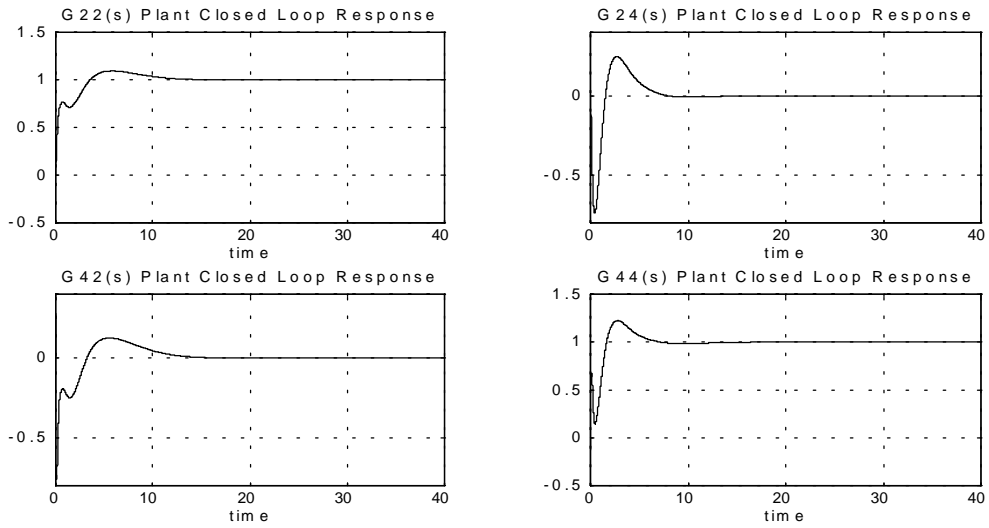 G22(s) Plant Closed Loop Response
1.5
1
0.5
0
-0.5
0 10 20 30 40
time
G24(s) Plant Closed Loop Response
0
-0.5
0 10 20 30 40
time
G42(s) Plant Closed Loop Response
0
-0.5
0 10 20 30 40
time
G44(s) Plant Closed Loop Response
1.5
1
0.5
0
-0.5
0 10 20 30 40
time